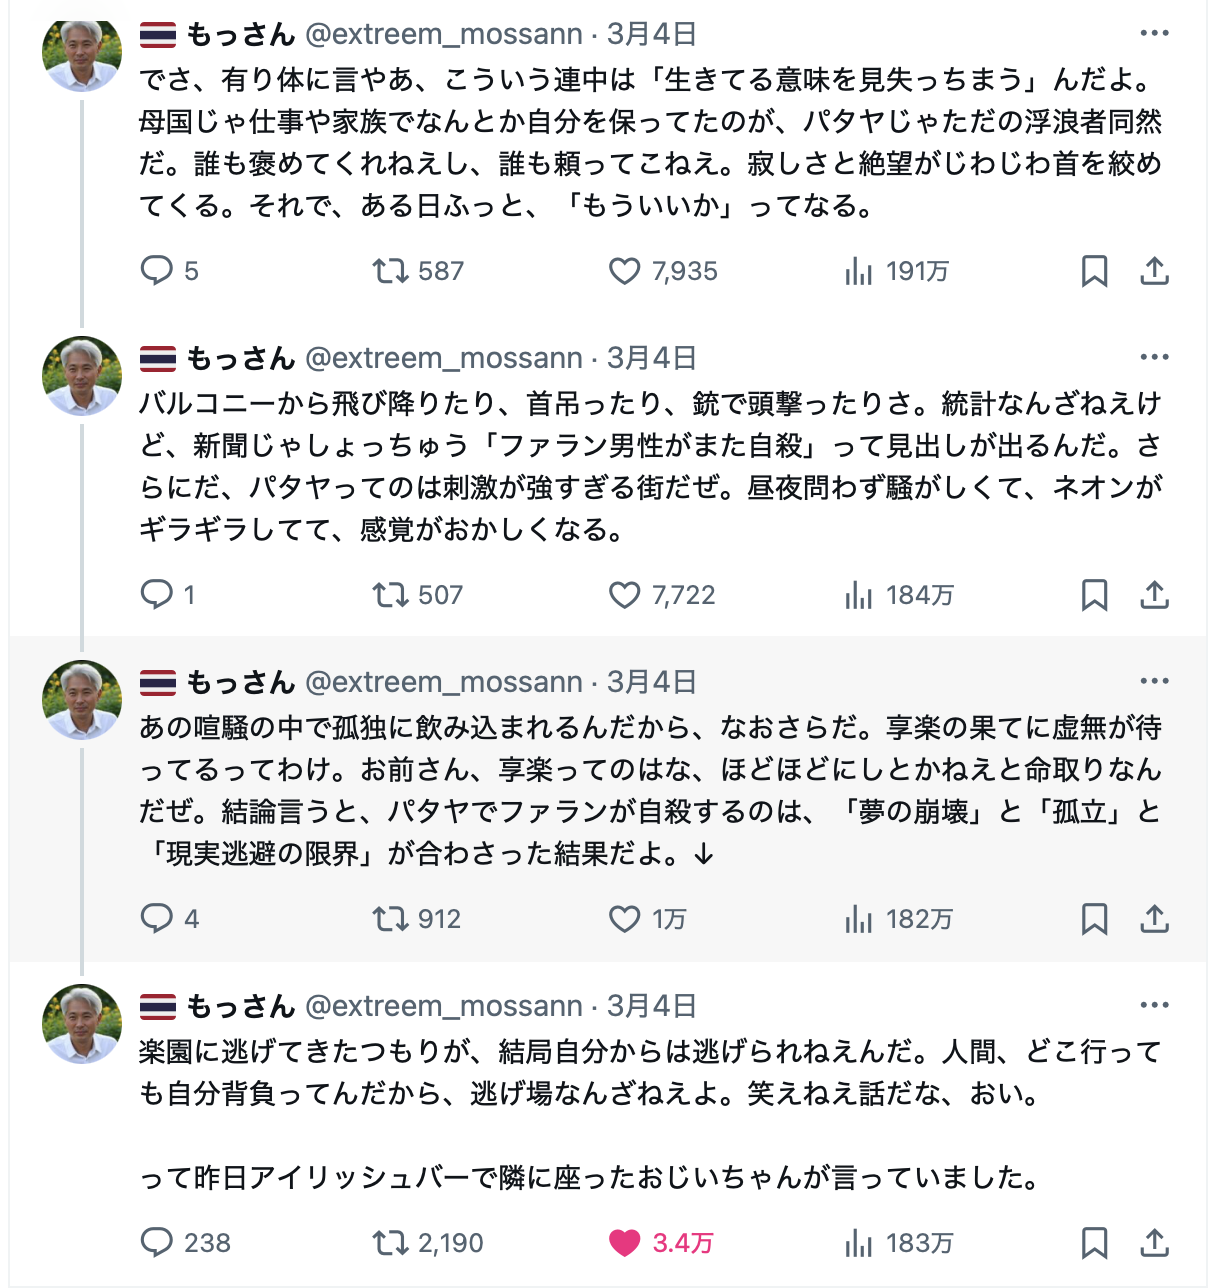 もっさん @extreem_mossann · 3月4日
でさ、有り体に言やあ、こういう連中は「生きてる意味を見失っちまう」んだよ。
母国じゃ仕事や家族でなんとか自分を保ってたのが、パタヤじゃただの浮浪者同然
だ。誰も褒めてくれねえし、誰も頼ってこねえ。寂しさと絶望がじわじわ首を絞め
てくる。それで、ある日ふっと、「もういいか」ってなる。
5 587 7,935 191万
もっさん @extreem_mossann · 3月4日
バルコニーから飛び降りたり、首吊ったり、銃で頭撃ったりさ。統計なんざねえけ
ど、新聞じゃしょっちゅう「ファラン男性がまた自殺」って見出しが出るんだ。さ
らにだ、パタヤってのは刺激が強すぎる街だぜ。昼夜問わず騒がしくて、ネオンが
ギラギラしてて、感覚がおかしくなる。
1 507 7,722 184万
もっさん @extreem_mossann · 3月4日
あの喧騒の中で孤独に飲み込まれるんだから、なおさらだ。享楽の果てに虚無が待
ってるってわけ。お前さん、享楽ってのはな、ほどほどにしとかねえと命取りなん
だぜ。結論言うと、パタヤでファランが自殺するのは、「夢の崩壊」と「孤立」と
「現実逃避の限界」が合わさった結果だよ。↓
4 912 1万 182万
もっさん @extreem_mossann · 3月4日
楽園に逃げてきたつもりが、結局自分からは逃げられねえんだ。人間、どこ行って
も自分背負ってんだから、逃げ場なんざねえよ。笑えねえ話だな、おい。
って昨日アイリッシュバーで隣に座ったおじいちゃんが言っていました。
238 2,190 3.4万 183万